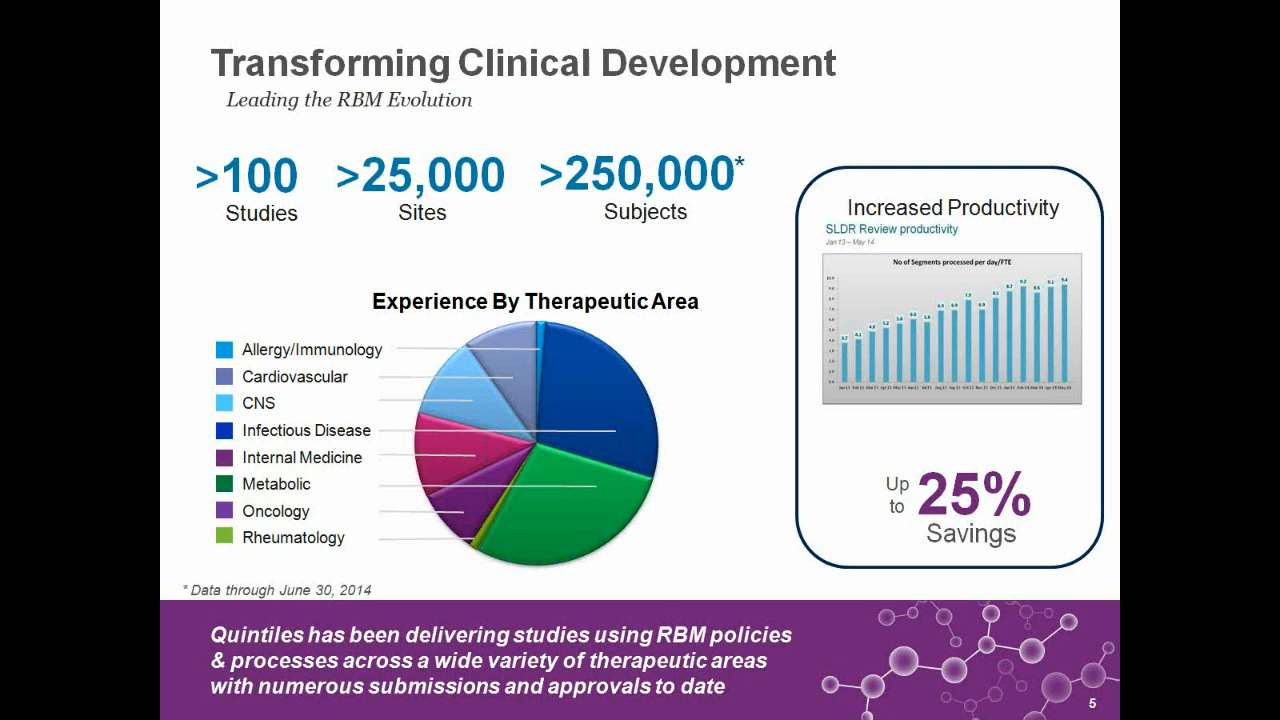 Transforming Clinical Development
Leading the RBM Evolution
>100
Studies
>25,000
Sites
>250,000*
Subjects
Experience By Therapeutic Area
Allergy/Immunology
Cardiovascular
CNS
Infectious Disease
Internal Medicine
Metabolic
Oncology
Rheumatology
* Data through June 30, 2014
Increased Productivity
SLDR Review productivity
Jan 13 – May 14
No of Segments processed per day/FTE
Up
to
25%
Savings
Quintiles has been delivering studies using RBM policies
& processes across a wide variety of therapeutic areas
with numerous submissions and approvals to date
5